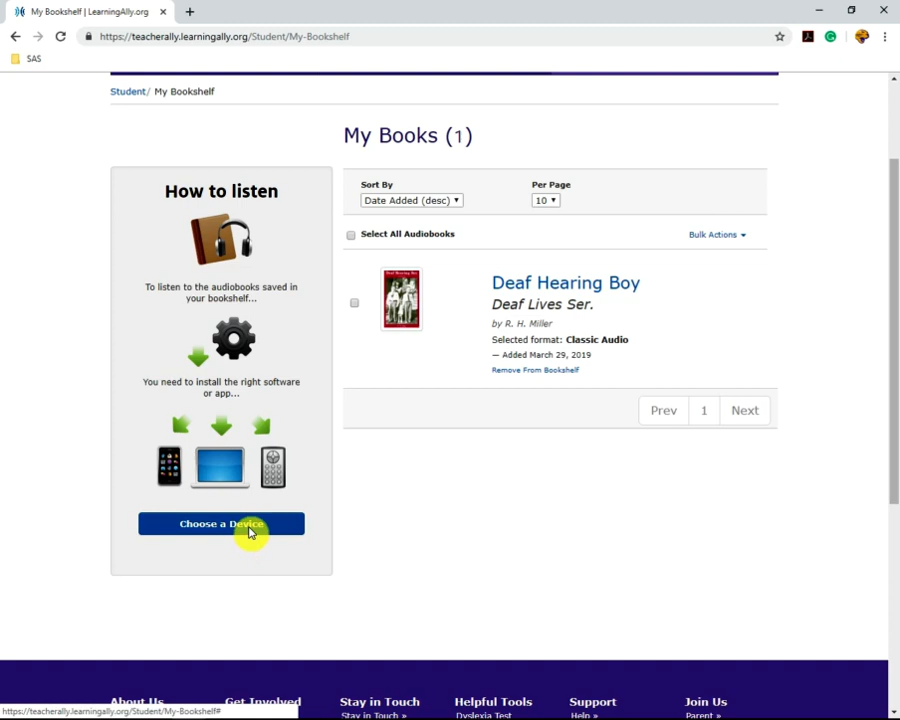 My Bookshelf | LearningAlly.org
https://teacherally.learningally.org/Student/My-Bookshelf
SAS
Student/ My Bookshelf
My Books (1)
How to listen
To listen to the audiobooks saved in
your bookshelf...
You need to install the right software
or app...
Choose a Device
Sort By
Per Page
Date Added (desc)
10
Select All Audiobooks
Bulk Actions
Deaf Hearing Boy
Deaf Hearing Boy
Deaf Lives Ser.
by R. H. Miller
Selected format: Classic Audio
— Added March 29, 2019
Remove From Bookshelf
Prev
1
Next
About Us
Get Involved
Stay in Touch
Helpful Tools
Support
Join Us
Stay in Touch »
Dyslexia Test
Help »
Parent »
https://teacherally.learningally.org/Student/My-Bookshelf#